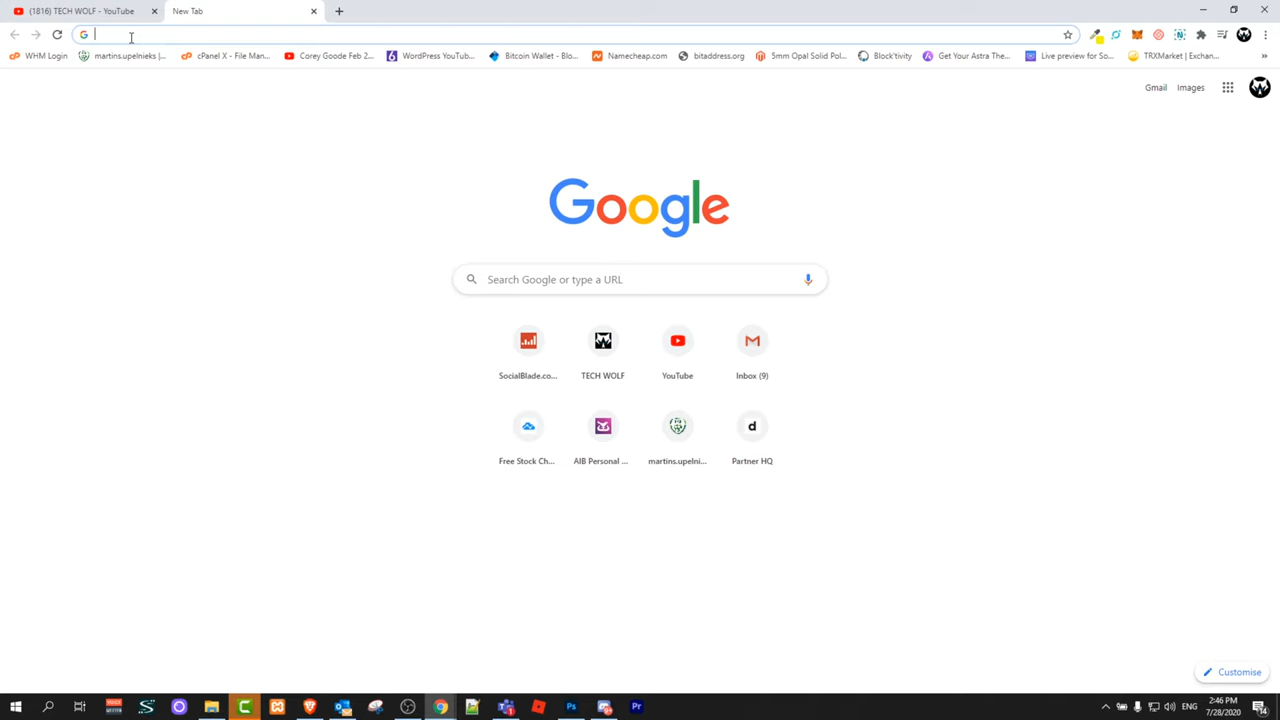 (1816) TECH WOLF - YouTube
New Tab
WHM Login
martins.upelnieks |...
cPanel X - File Man...
Corey Goode Feb 2...
WordPress YouTub...
Bitcoin Wallet - Blo...
Namecheap.com
bitaddress.org
5mm Opal Solid Pol...
Block'tivity
Get Your Astra The...
Live preview for So...
TRXMarket | Exchan...
Gmail
Images
Google
Search Google or type a URL
SocialBlade.co...
TECH WOLF
YouTube
Inbox (9)
Free Stock Ch...
AIB Personal ...
martins.upelni...
Partner HQ
Customise
2:46 PM
7/28/2020